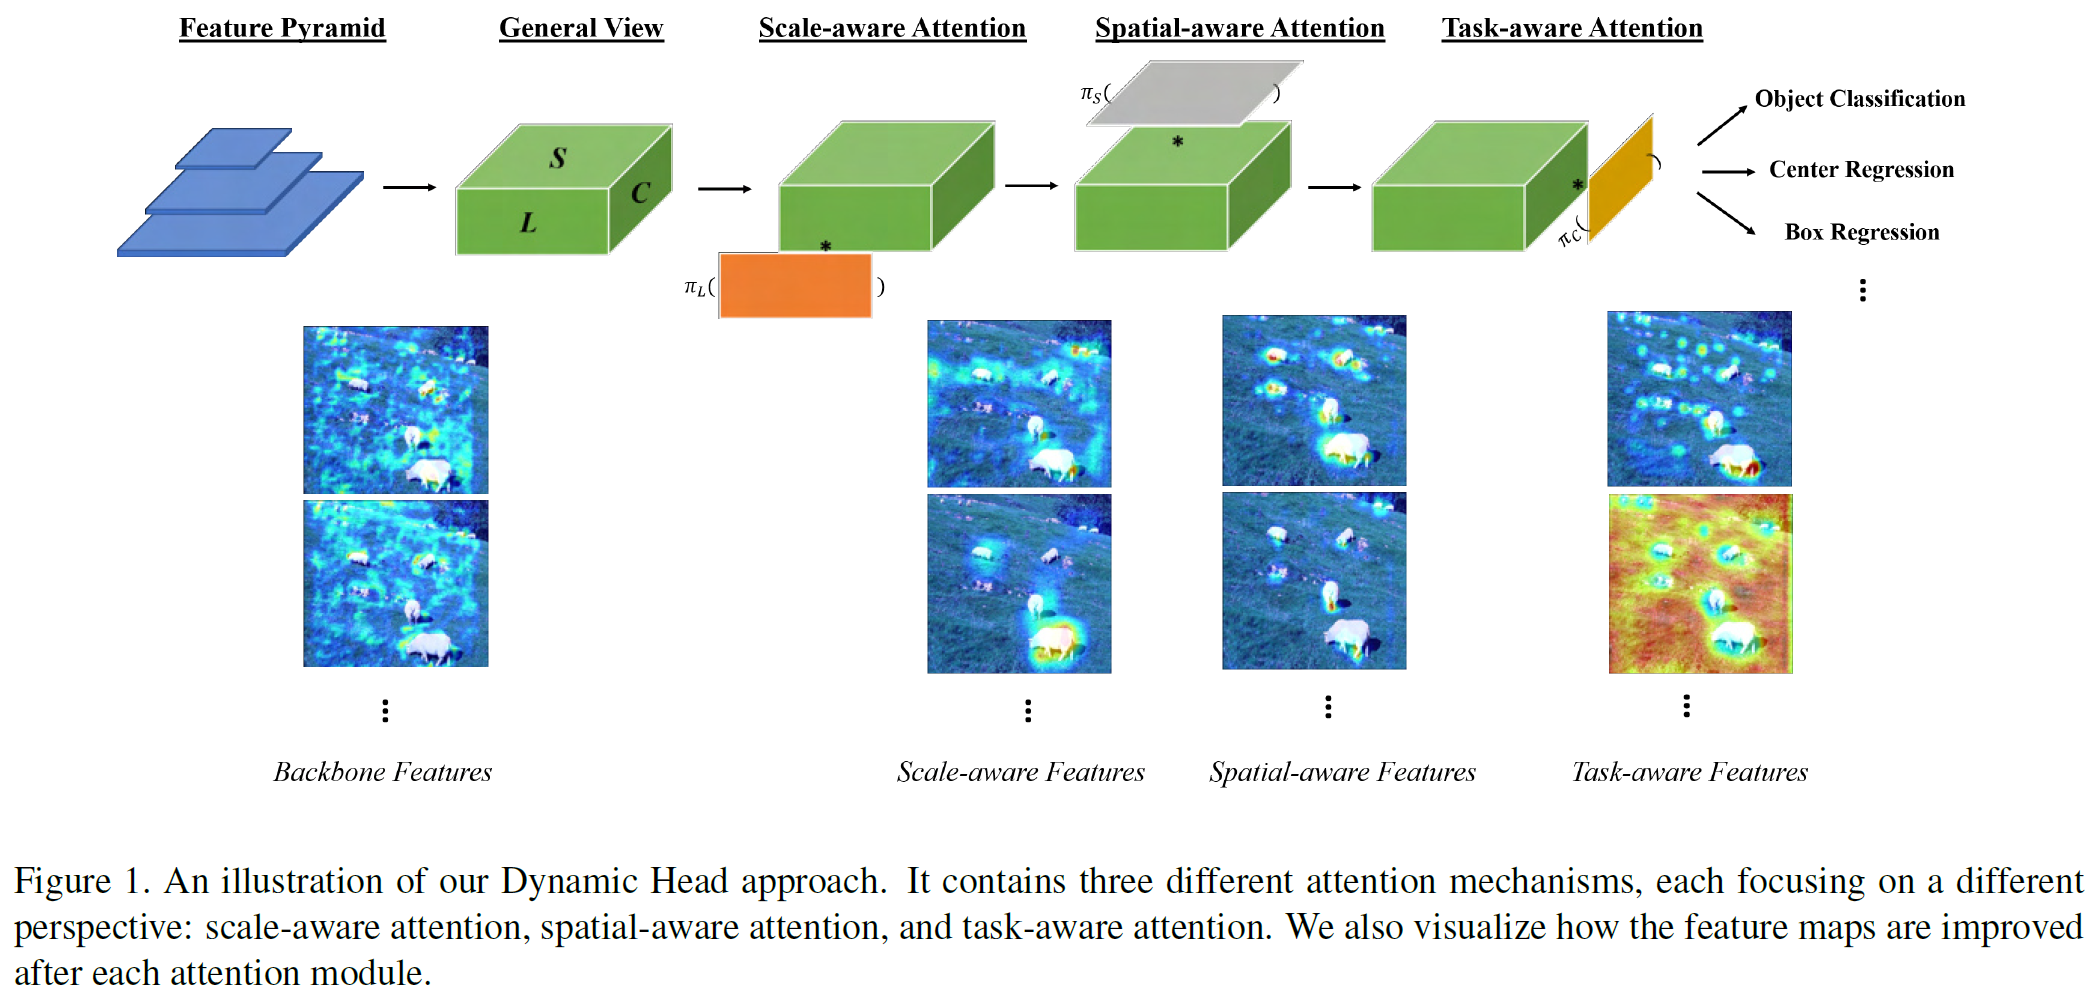 Feature Pyramid
General View
Scale-aware Attention
Spatial-aware Attention
Task-aware Attention
S
L
C
*
π_L( )
π_S( )
*
*
π_C( )
Object Classification
Center Regression
Box Regression
⋮
⋮
⋮
⋮
⋮
Backbone Features
Scale-aware Features
Spatial-aware Features
Task-aware Features
Figure 1. An illustration of our Dynamic Head approach. It contains three different attention mechanisms, each focusing on a different
perspective: scale-aware attention, spatial-aware attention, and task-aware attention. We also visualize how the feature maps are improved
after each attention module.